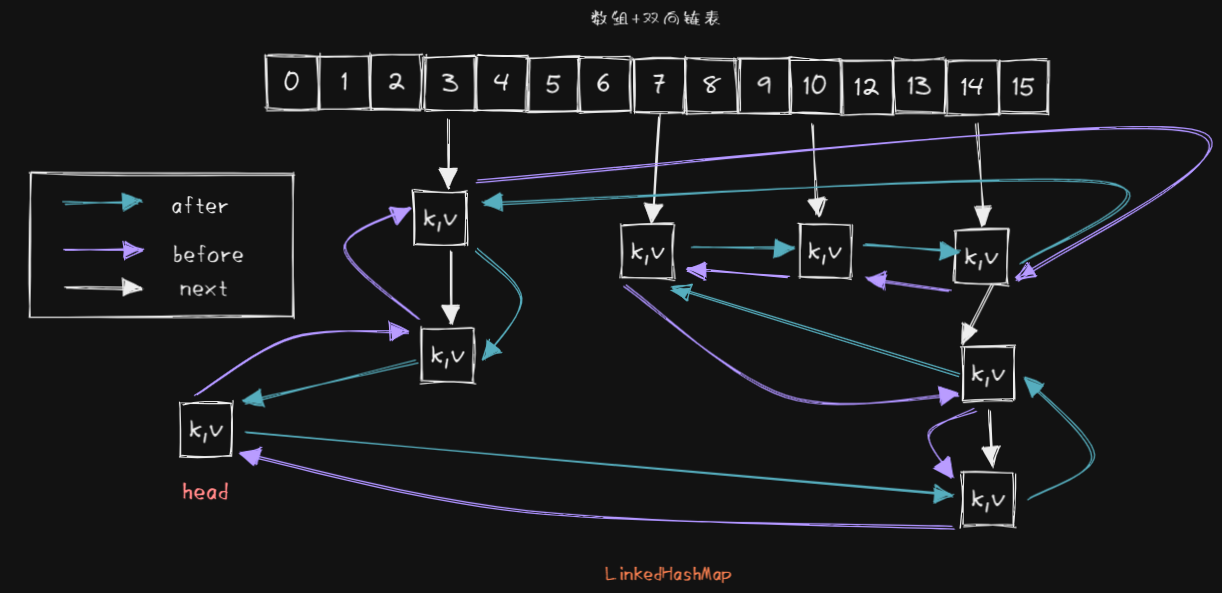 数组+双向链表
0 1 2 3 4 5 6 7 8 9 10 12 13 14 15
after
before
next
k,v
k,v
k,v
k,v
k,v
k,v
k,v
k,v
head
LinkedHashMap